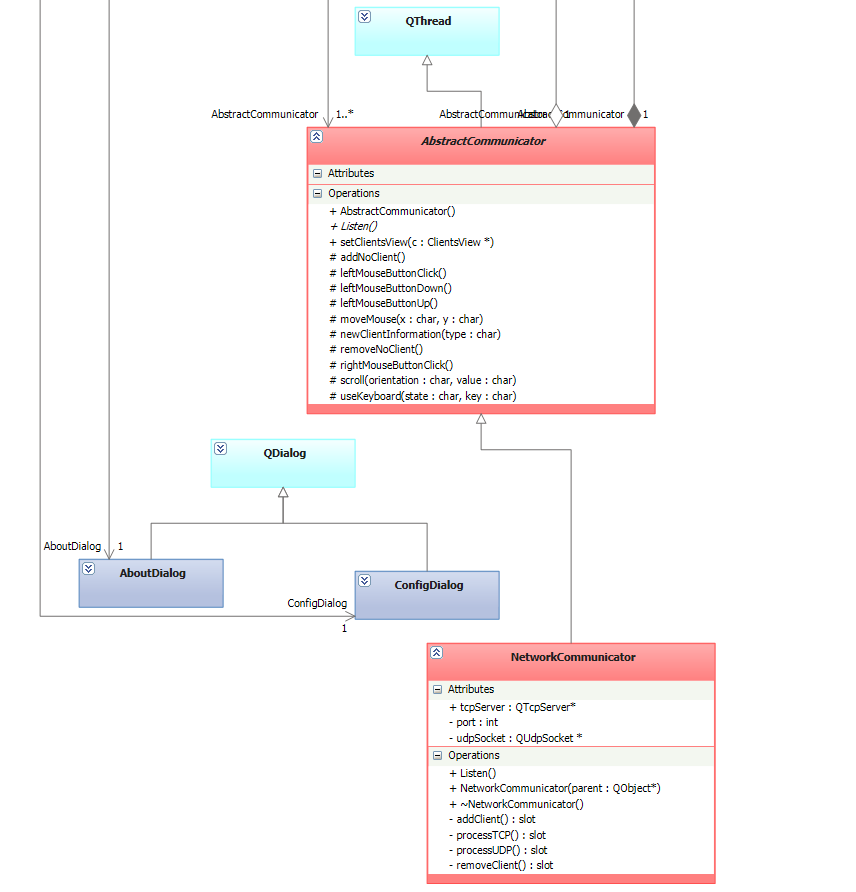 QThread
AbstractCommunicator 1..*
AbstractCommunicator 1
Communicator 1
AbstractCommunicator
Attributes
Operations
+ AbstractCommunicator()
+ Listen()
+ setClientsView(c : ClientsView *)
# addNoClient()
# leftMouseButtonClick()
# leftMouseButtonDown()
# leftMouseButtonUp()
# moveMouse(x : char, y : char)
# newClientInformation(type : char)
# removeNoClient()
# rightMouseButtonClick()
# scroll(orientation : char, value : char)
# useKeyboard(state : char, key : char)
QDialog
AboutDialog 1
AboutDialog
ConfigDialog
ConfigDialog
1
NetworkCommunicator
Attributes
+ tcpServer : QTcpServer*
- port : int
- udpSocket : QUdpSocket *
Operations
+ Listen()
+ NetworkCommunicator(parent : QObject*)
+ ~NetworkCommunicator()
- addClient() : slot
- processTCP() : slot
- processUDP() : slot
- removeClient() : slot